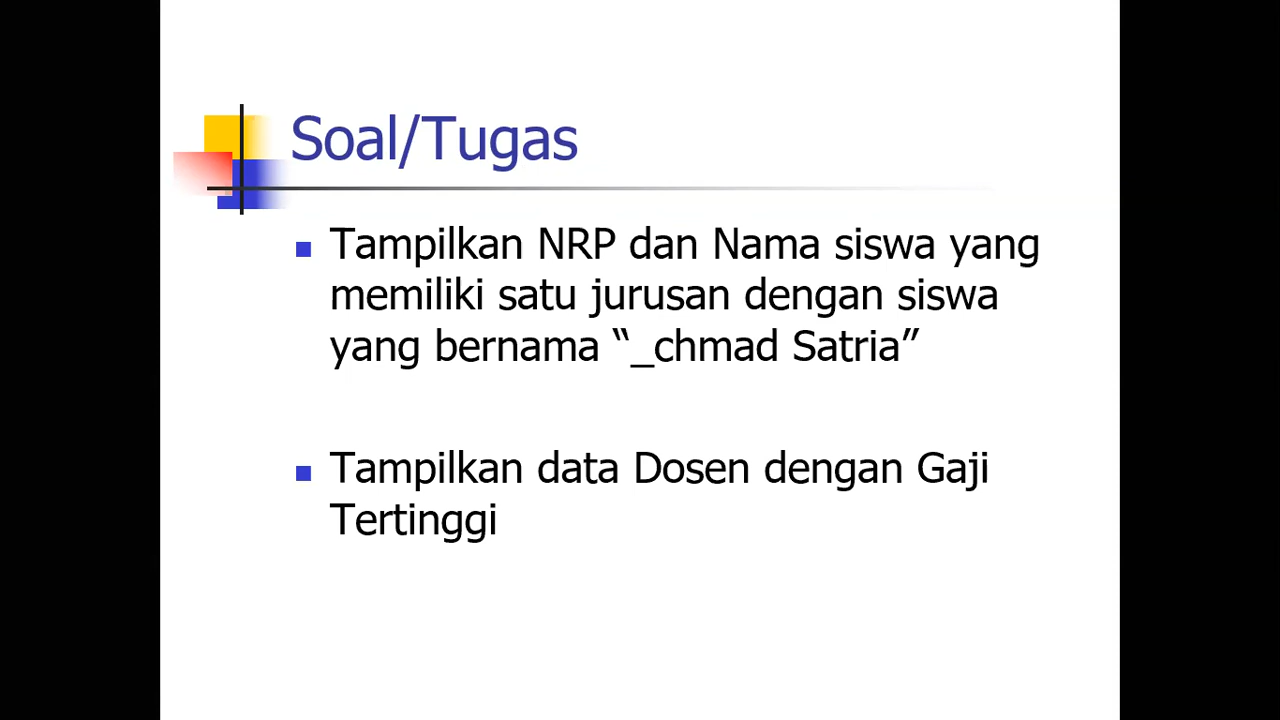 Soal/Tugas
Tampilkan NRP dan Nama siswa yang
memiliki satu jurusan dengan siswa
yang bernama “_chmad Satria”
Tampilkan data Dosen dengan Gaji
Tertinggi